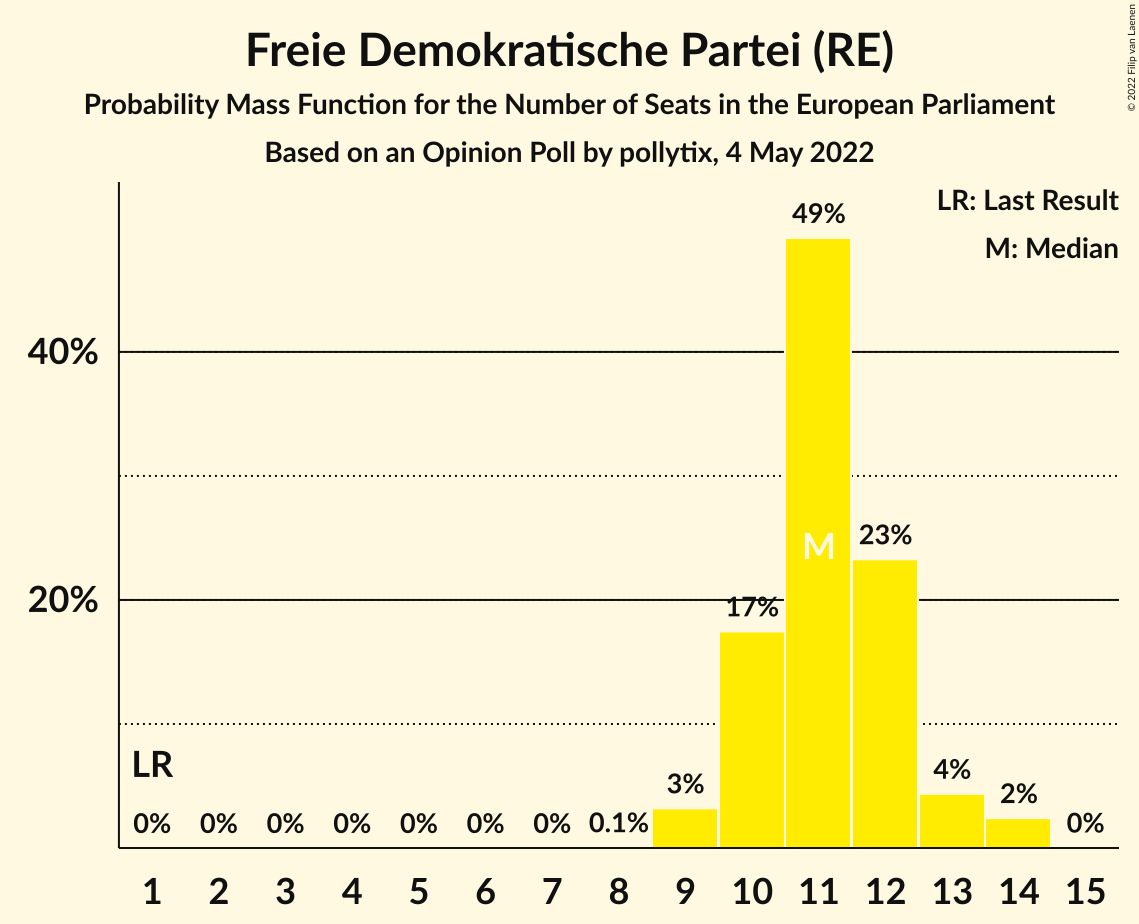 Freie Demokratische Partei (RE)
Probability Mass Function for the Number of Seats in the European Parliament
Based on an Opinion Poll by pollytix, 4 May 2022
© 2022 Filip van Laenen
LR: Last Result
M: Median
49%
40%
M
23%
20%
17%
LR
4%
3%
2%
0% 0% 0% 0% 0% 0% 0% 0.1% 0%
1 2 3 4 5 6 7 8 9 10 11 12 13 14 15